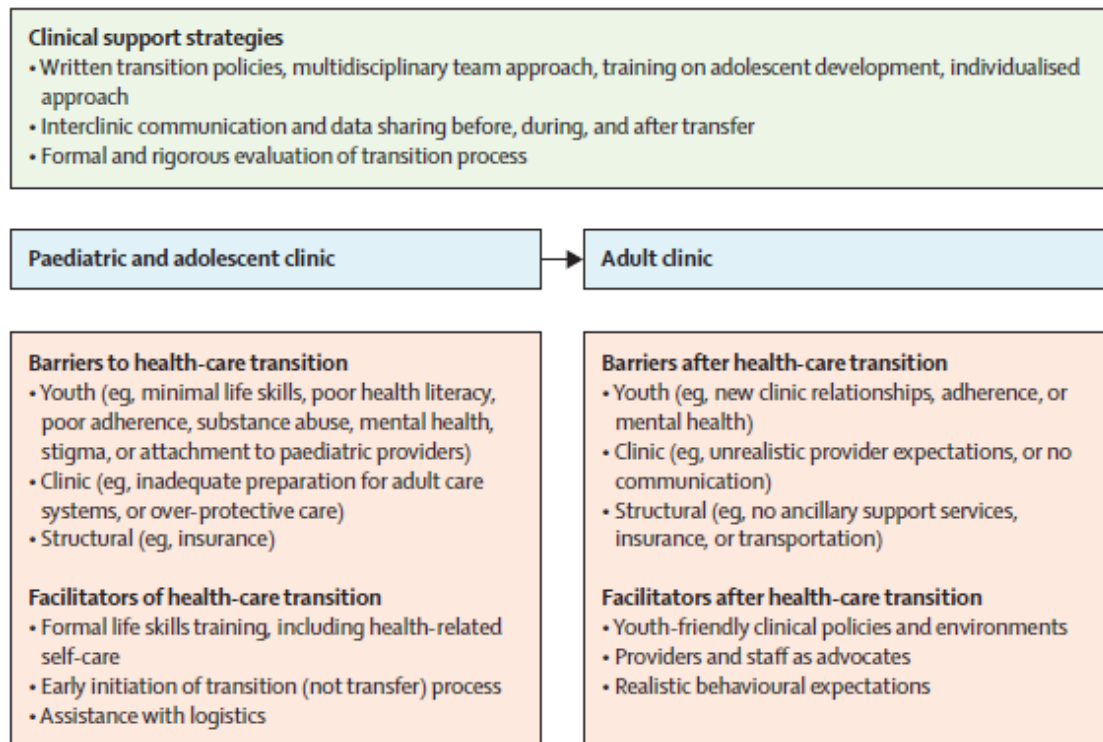 Clinical support strategies
• Written transition policies, multidisciplinary team approach, training on adolescent development, individualised
approach
• Interclinic communication and data sharing before, during, and after transfer
• Formal and rigorous evaluation of transition process
Paediatric and adolescent clinic
Adult clinic
Barriers to health-care transition
• Youth (eg, minimal life skills, poor health literacy,
poor adherence, substance abuse, mental health,
stigma, or attachment to paediatric providers)
• Clinic (eg, inadequate preparation for adult care
systems, or over-protective care)
• Structural (eg, insurance)
Facilitators of health-care transition
• Formal life skills training, including health-related
self-care
• Early initiation of transition (not transfer) process
• Assistance with logistics
Barriers after health-care transition
• Youth (eg, new clinic relationships, adherence, or
mental health)
• Clinic (eg, unrealistic provider expectations, or no
communication)
• Structural (eg, no ancillary support services,
insurance, or transportation)
Facilitators after health-care transition
• Youth-friendly clinical policies and environments
• Providers and staff as advocates
• Realistic behavioural expectations